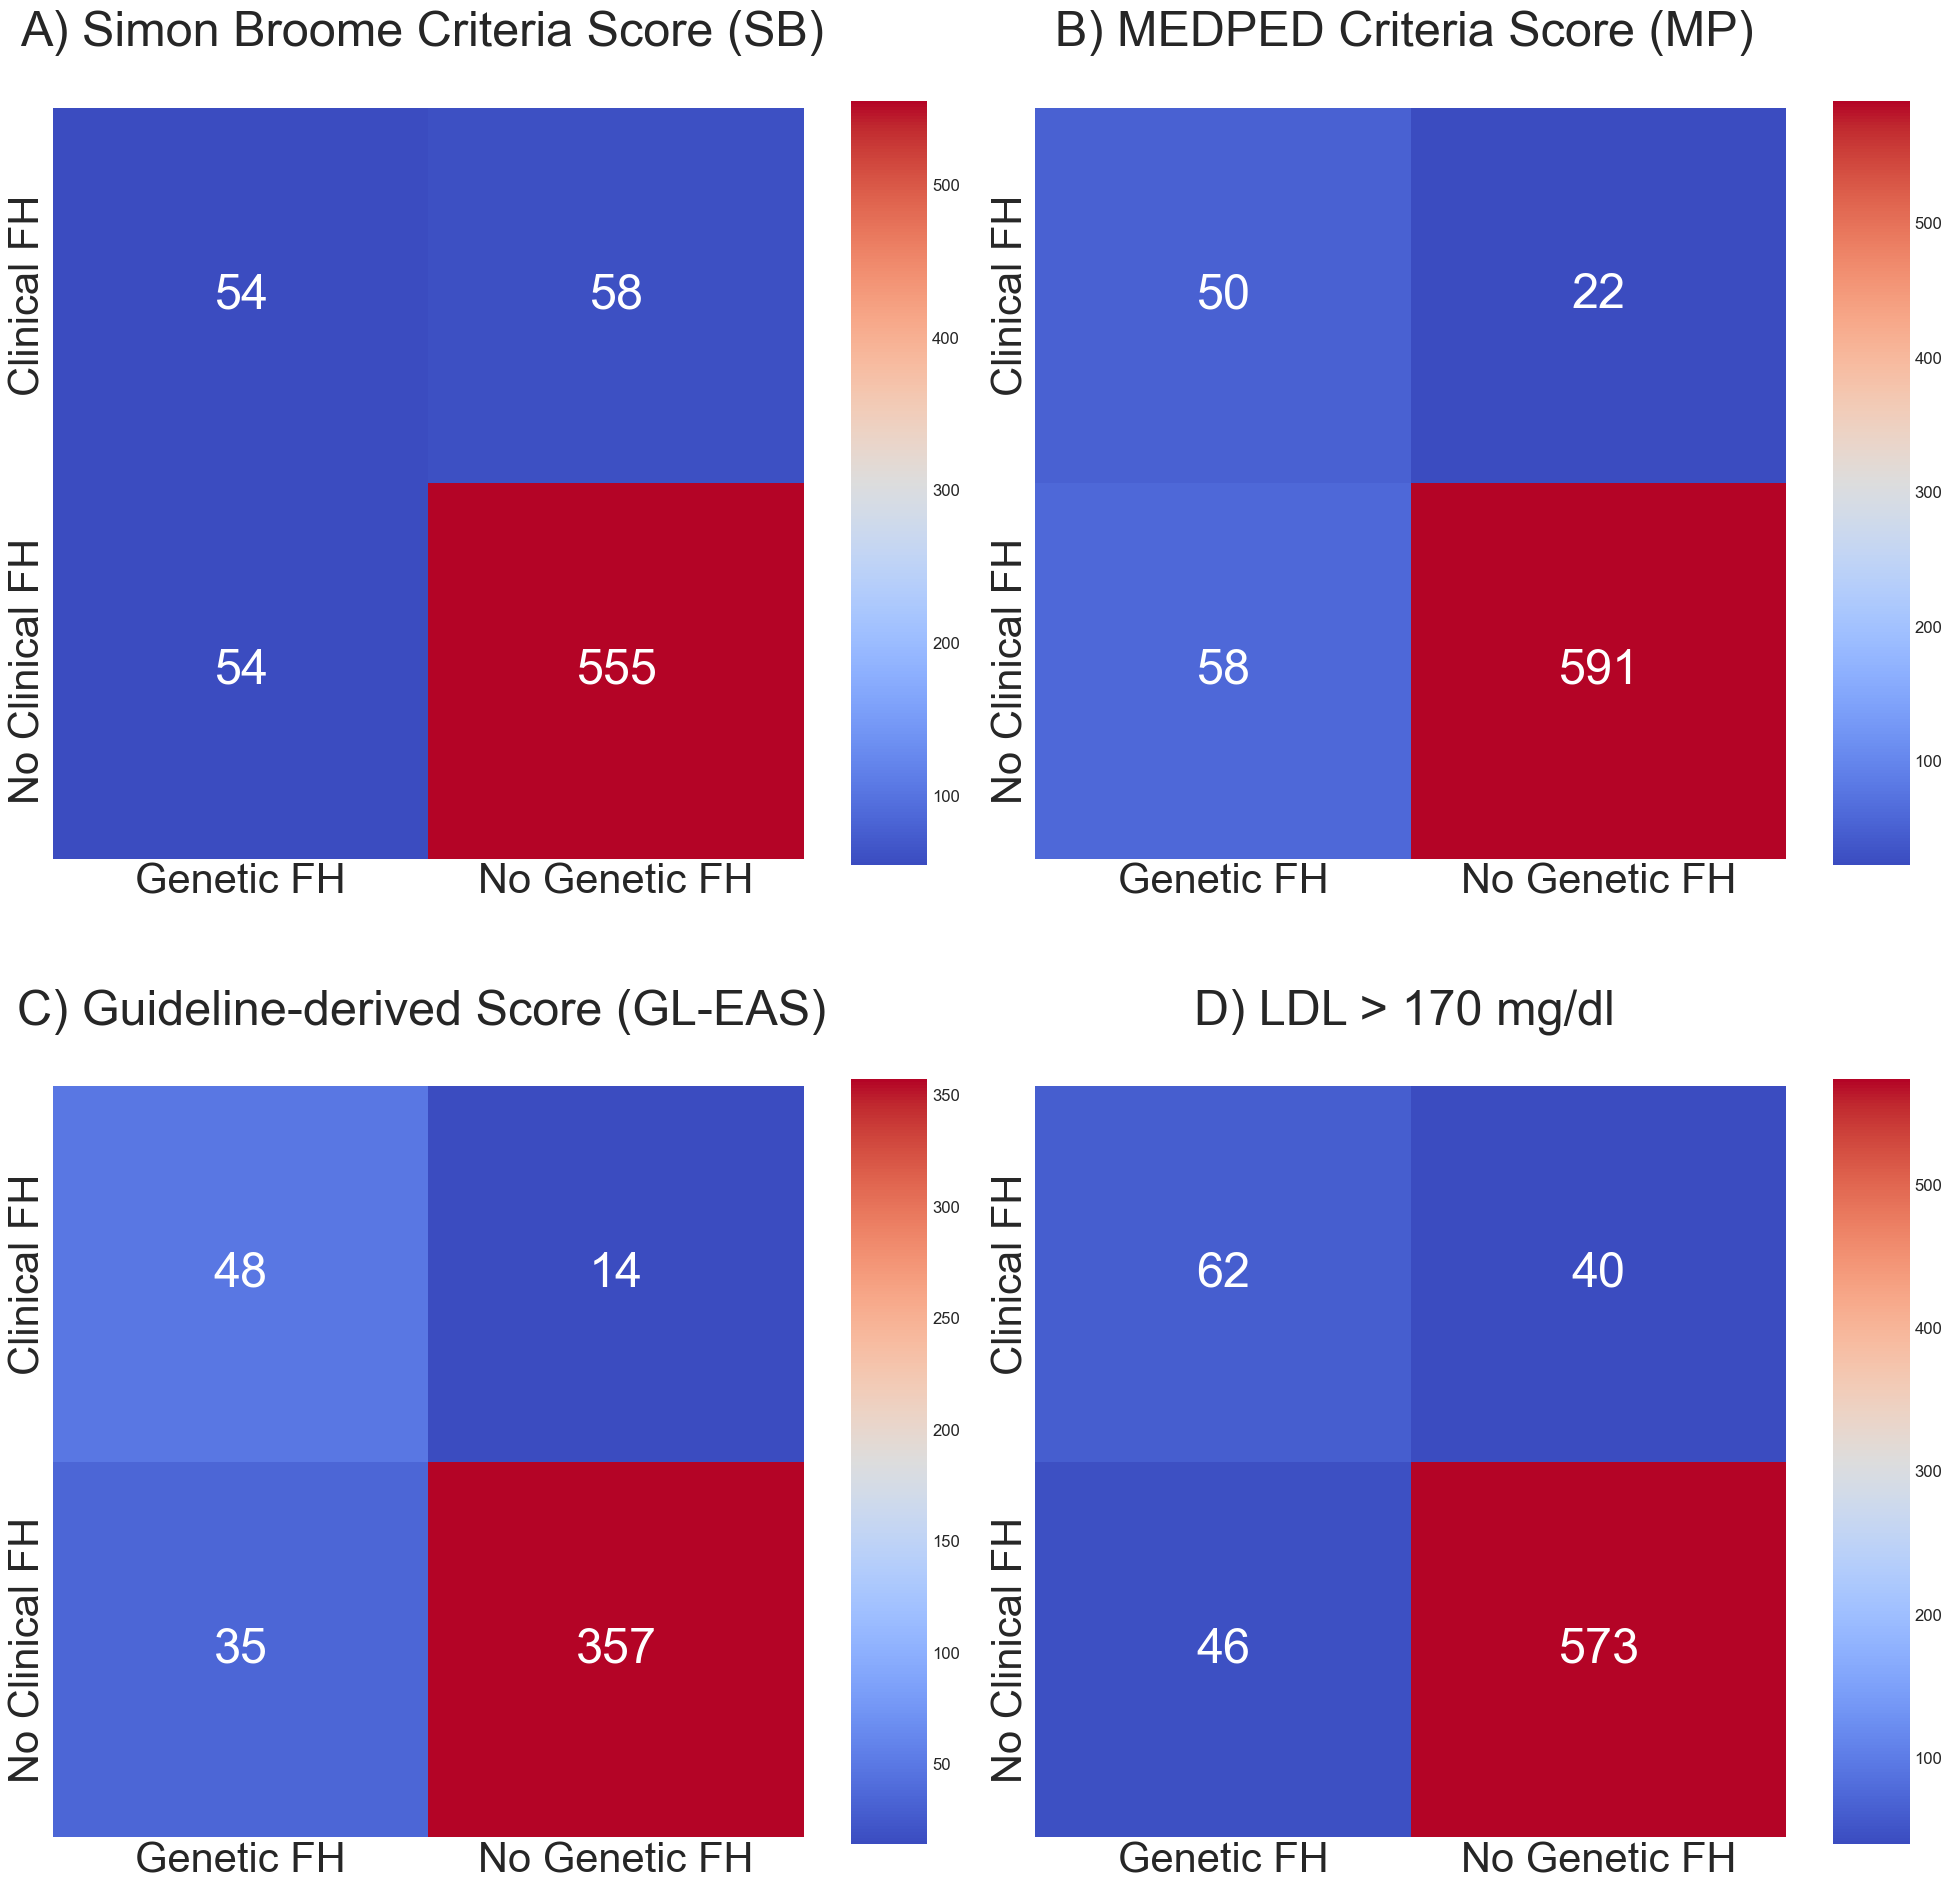 A) Simon Broome Criteria Score (SB)
Clinical FH
No Clinical FH
54
58
54
555
Genetic FH
No Genetic FH
500
400
300
200
100
B) MEDPED Criteria Score (MP)
Clinical FH
No Clinical FH
50
22
58
591
Genetic FH
No Genetic FH
500
400
300
200
100
C) Guideline-derived Score (GL-EAS)
Clinical FH
No Clinical FH
48
14
35
357
Genetic FH
No Genetic FH
350
300
250
200
150
100
50
D) LDL > 170 mg/dl
Clinical FH
No Clinical FH
62
40
46
573
Genetic FH
No Genetic FH
500
400
300
200
100